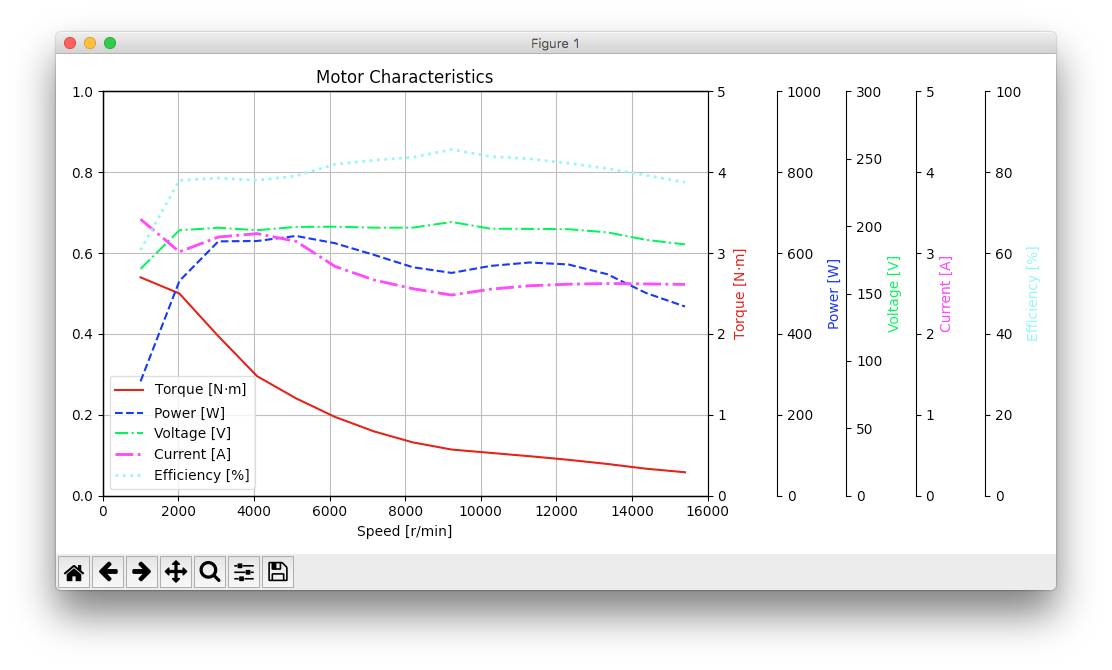 Figure 1
Motor Characteristics
1.0
0.8
0.6
0.4
0.2
0.0
0 2000 4000 6000 8000 10000 12000 14000 16000
Speed [r/min]
Torque [N·m]
Power [W]
Voltage [V]
Current [A]
Efficiency [%]
5
4
3
2
1
0
Torque [N·m]
1000
800
600
400
200
0
Power [W]
300
250
200
150
100
50
0
Voltage [V]
5
4
3
2
1
0
Current [A]
100
80
60
40
20
0
Efficiency [%]